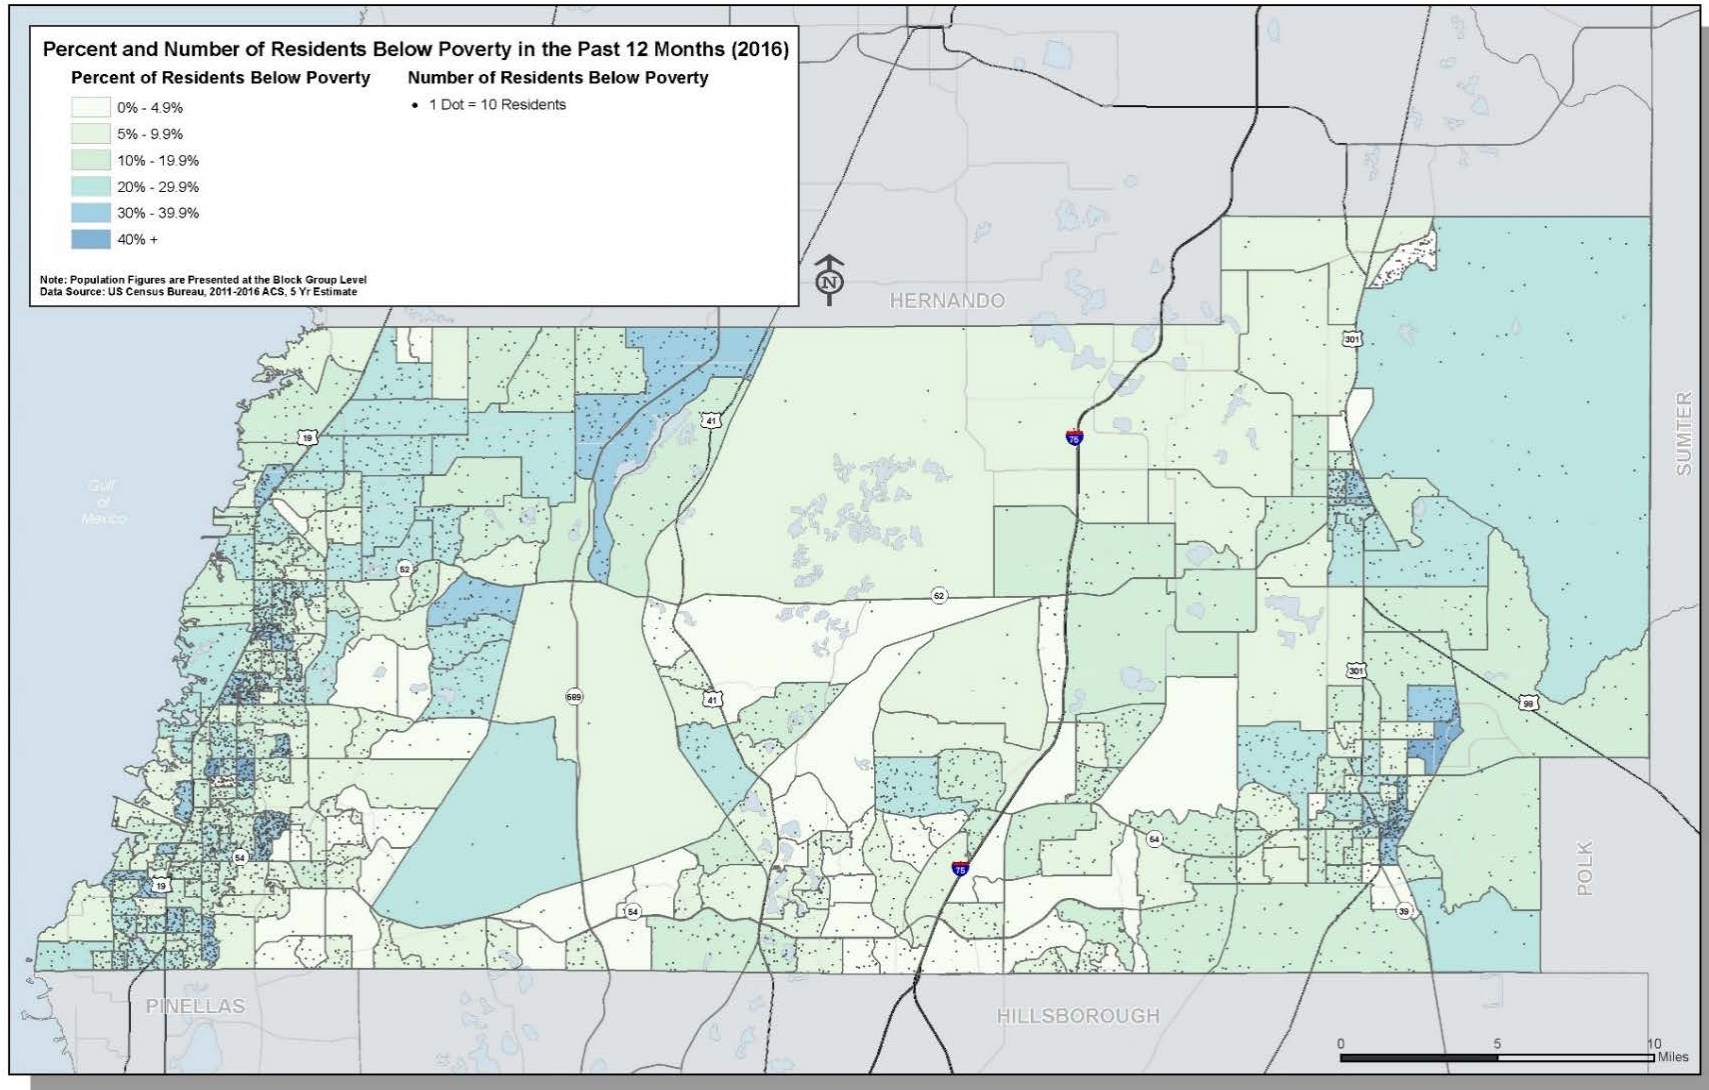 Percent and Number of Residents Below Poverty in the Past 12 Months (2016)
Percent of Residents Below Poverty
Number of Residents Below Poverty
0% - 4.9%
1 Dot = 10 Residents
5% - 9.9%
10% - 19.9%
20% - 29.9%
30% - 39.9%
40% +
Note: Population Figures are Presented at the Block Group Level
Data Source: US Census Bureau, 2011-2016 ACS, 5 Yr Estimate
N
HERNANDO
301
SUMTER
41
19
75
Gulf
of
Mexico
52
52
301
589
41
98
54
54
75
POLK
19
54
39
PINELLAS
HILLSBOROUGH
0 5 10
Miles